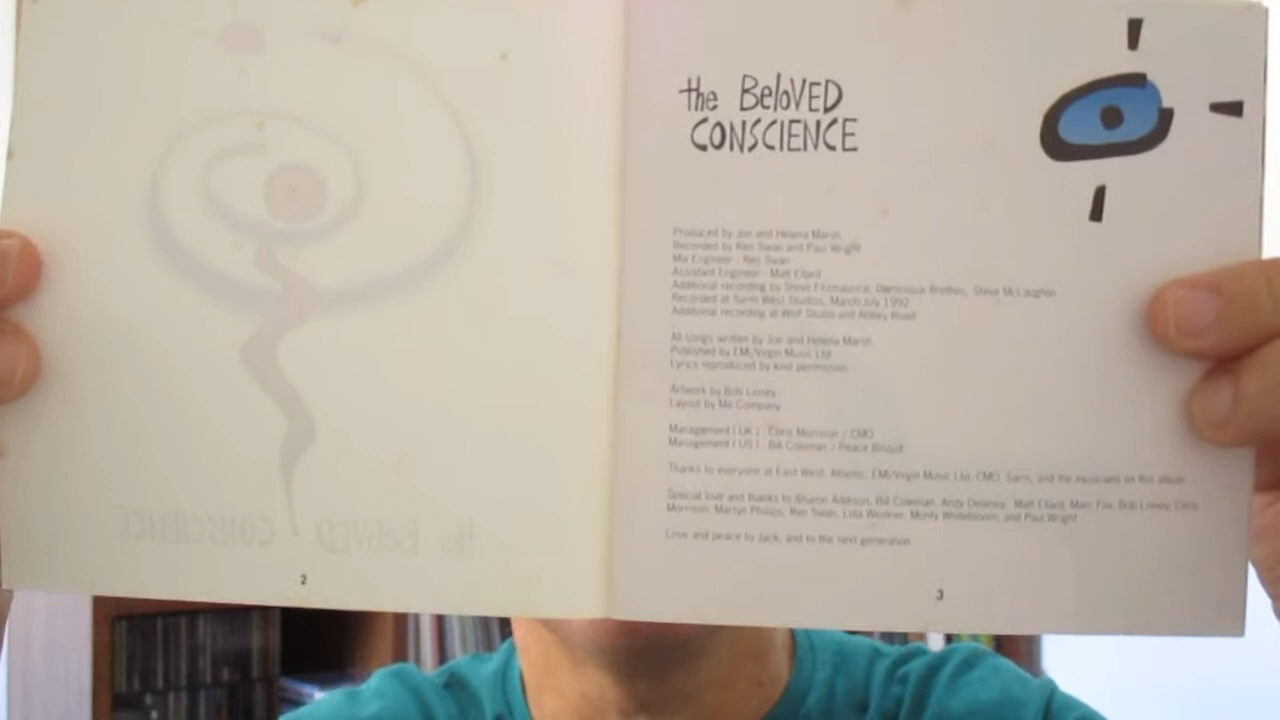 the BeloVED
CONSCIENCE
Produced by Jon and Helena Marsh
Recorded by Ren Swan and Paul Wright
Mix Engineer : Ren Swan
Assistant Engineer : Matt Ellard
Additional recording by Steve Fitzmaurice, Dominique Brethes, Steve McLaughlin
Recorded at Sarm West Studios, March-July 1992
Additional recording at Wolf Studio and Abbey Road
All songs written by Jon and Helena Marsh
Published by EMI/Virgin Music Ltd
Lyrics reproduced by kind permission
Artwork by Bob Linney
Layout by Me Company
Management ( UK ) : Chris Morrison / CMO
Management ( US ) : Bill Coleman / Peace Bisquit
Thanks to everyone at East West, Atlantic, EMI/Virgin Music Ltd, CMO, Sarm, and the musicians on this album
Special love and thanks to Sharon Addison, Bill Coleman, Andy Delaney, Matt Ellard, Marc Fox, Bob Linney, Chris
Morrison, Martyn Phillips, Ren Swan, Lola Weidner, Monty Whitebloom, and Paul Wright
Love and peace to Jack, and to the next generation
the BeloVED CONSCIENCE
2
3